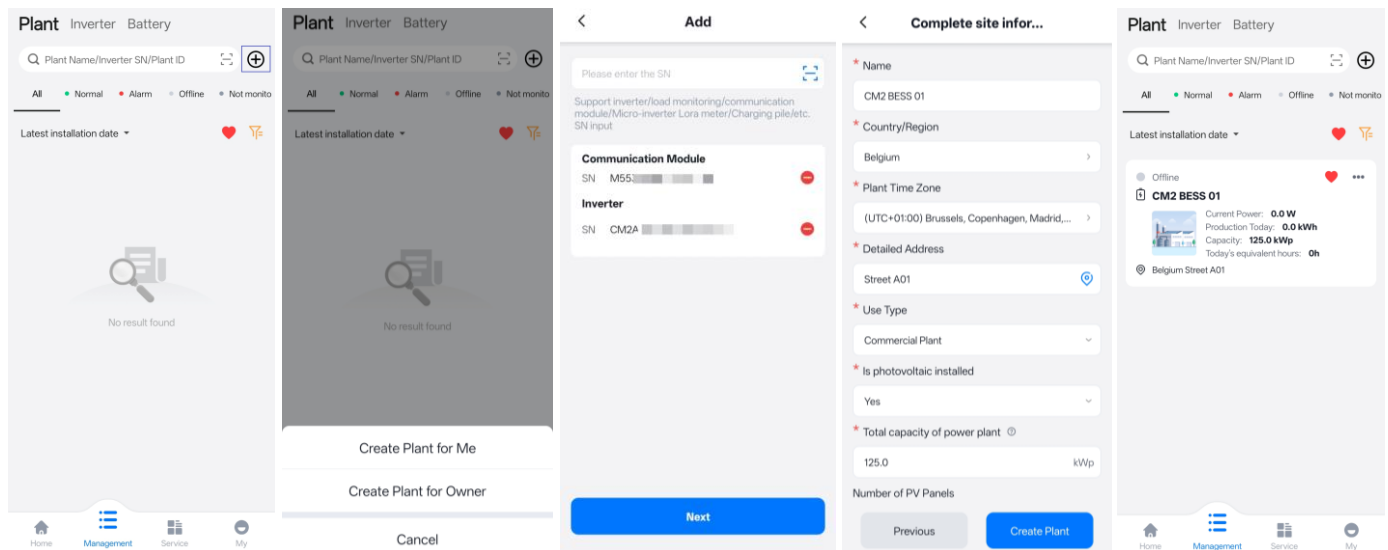 Plant Inverter Battery
Plant Name/Inverter SN/Plant ID
All Normal Alarm Offline Not monito
Latest installation date
No result found
Home Management Service My
Plant Inverter Battery
Plant Name/Inverter SN/Plant ID
All Normal Alarm Offline Not monito
Latest installation date
No result found
Create Plant for Me
Create Plant for Owner
Cancel
Add
Please enter the SN
Support inverter/load monitoring/communication
module/Micro-inverter Lora meter/Charging pile/etc.
SN input
Communication Module
SN M55
Inverter
SN CM2A
Next
Complete site infor...
* Name
CM2 BESS 01
* Country/Region
Belgium
* Plant Time Zone
(UTC+01:00) Brussels, Copenhagen, Madrid,...
* Detailed Address
Street A01
* Use Type
Commercial Plant
* Is photovoltaic installed
Yes
* Total capacity of power plant
125.0 kWp
Number of PV Panels
Previous Create Plant
Plant Inverter Battery
Plant Name/Inverter SN/Plant ID
All Normal Alarm Offline Not monito
Latest installation date
Offline
CM2 BESS 01
Current Power: 0.0 W
Production Today: 0.0 kWh
Capacity: 125.0 kWp
Today's equivalent hours: 0h
Belgium Street A01
Home Management Service My